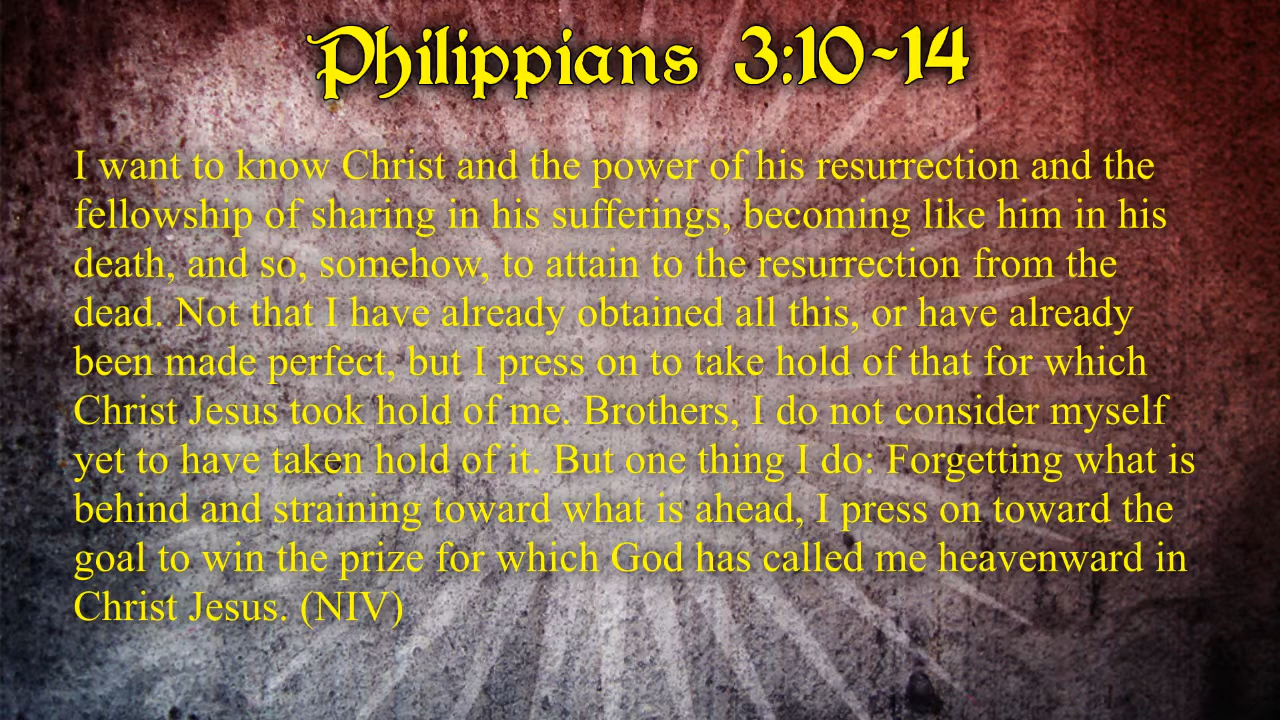 Philippians 3:10-14
I want to know Christ and the power of his resurrection and the
fellowship of sharing in his sufferings, becoming like him in his
death, and so, somehow, to attain to the resurrection from the
dead. Not that I have already obtained all this, or have already
been made perfect, but I press on to take hold of that for which
Christ Jesus took hold of me. Brothers, I do not consider myself
yet to have taken hold of it. But one thing I do: Forgetting what is
behind and straining toward what is ahead, I press on toward the
goal to win the prize for which God has called me heavenward in
Christ Jesus. (NIV)